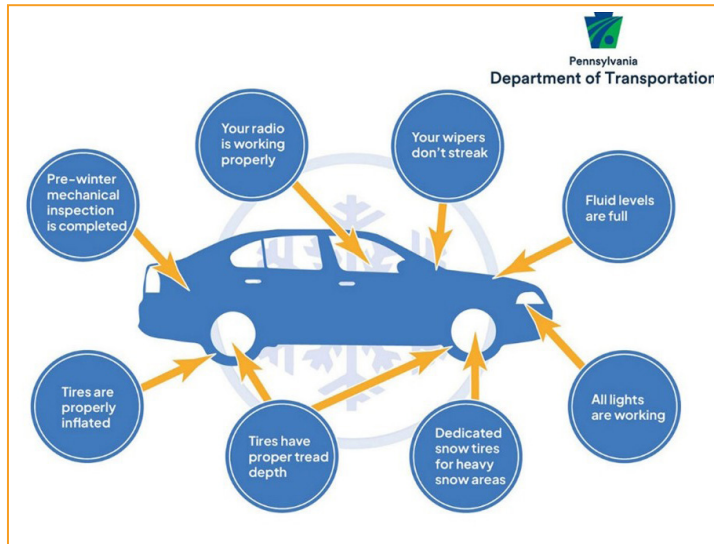 Pennsylvania
Department of Transportation
Your radio
is working
properly
Your wipers
don't streak
Pre-winter
mechanical
inspection
is completed
Fluid levels
are full
Tires are
properly
inflated
Tires have
proper tread
depth
Dedicated
snow tires
for heavy
snow areas
All lights
are working